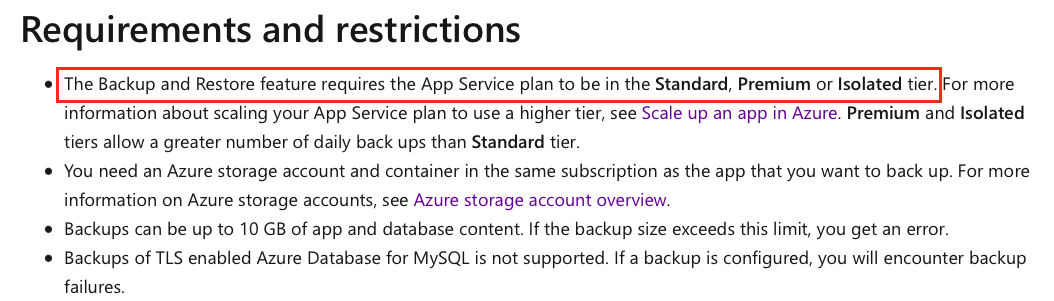 Requirements and restrictions
The Backup and Restore feature requires the App Service plan to be in the Standard, Premium or Isolated tier. For more
information about scaling your App Service plan to use a higher tier, see Scale up an app in Azure. Premium and Isolated
tiers allow a greater number of daily back ups than Standard tier.
You need an Azure storage account and container in the same subscription as the app that you want to back up. For more
information on Azure storage accounts, see Azure storage account overview.
Backups can be up to 10 GB of app and database content. If the backup size exceeds this limit, you get an error.
Backups of TLS enabled Azure Database for MySQL is not supported. If a backup is configured, you will encounter backup
failures.